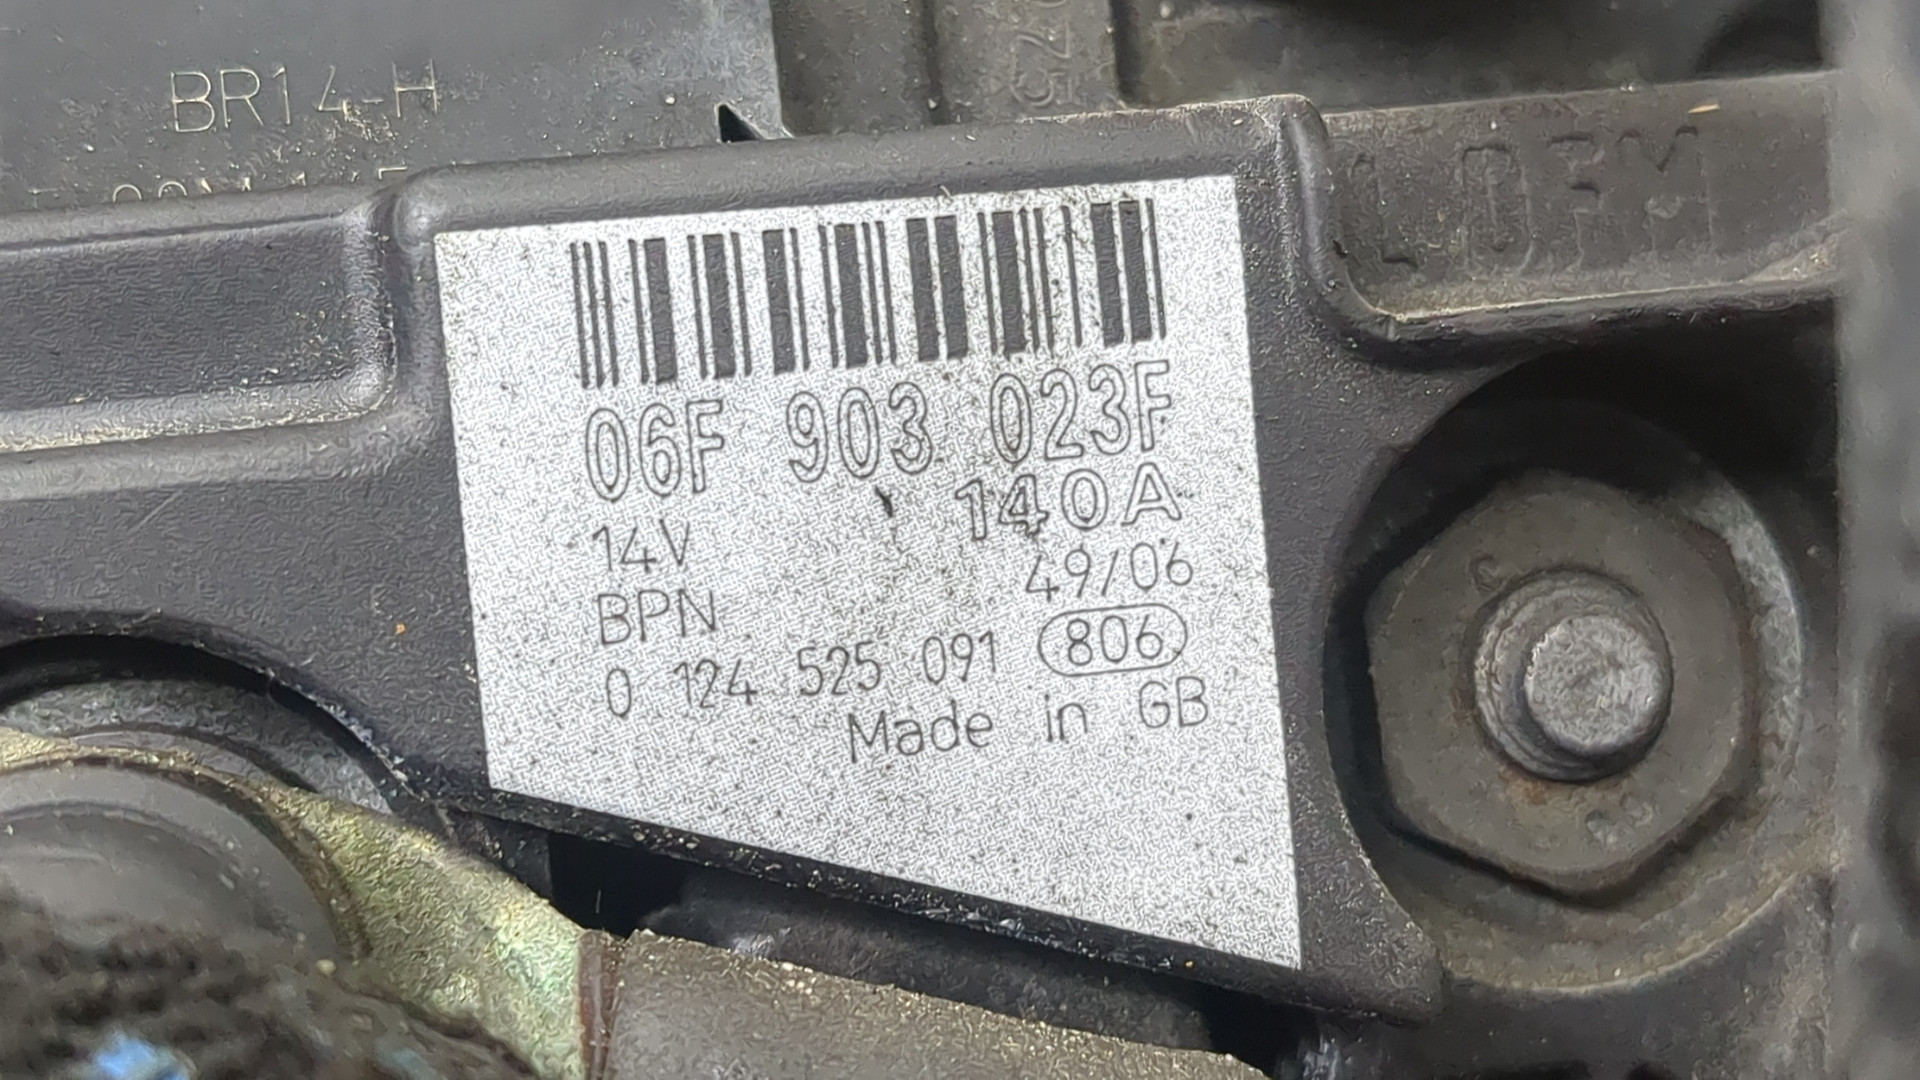 BR14-H
06F 903 023F
14V 140A
BPN 49/06
0 124 525 091 806
Made in GB